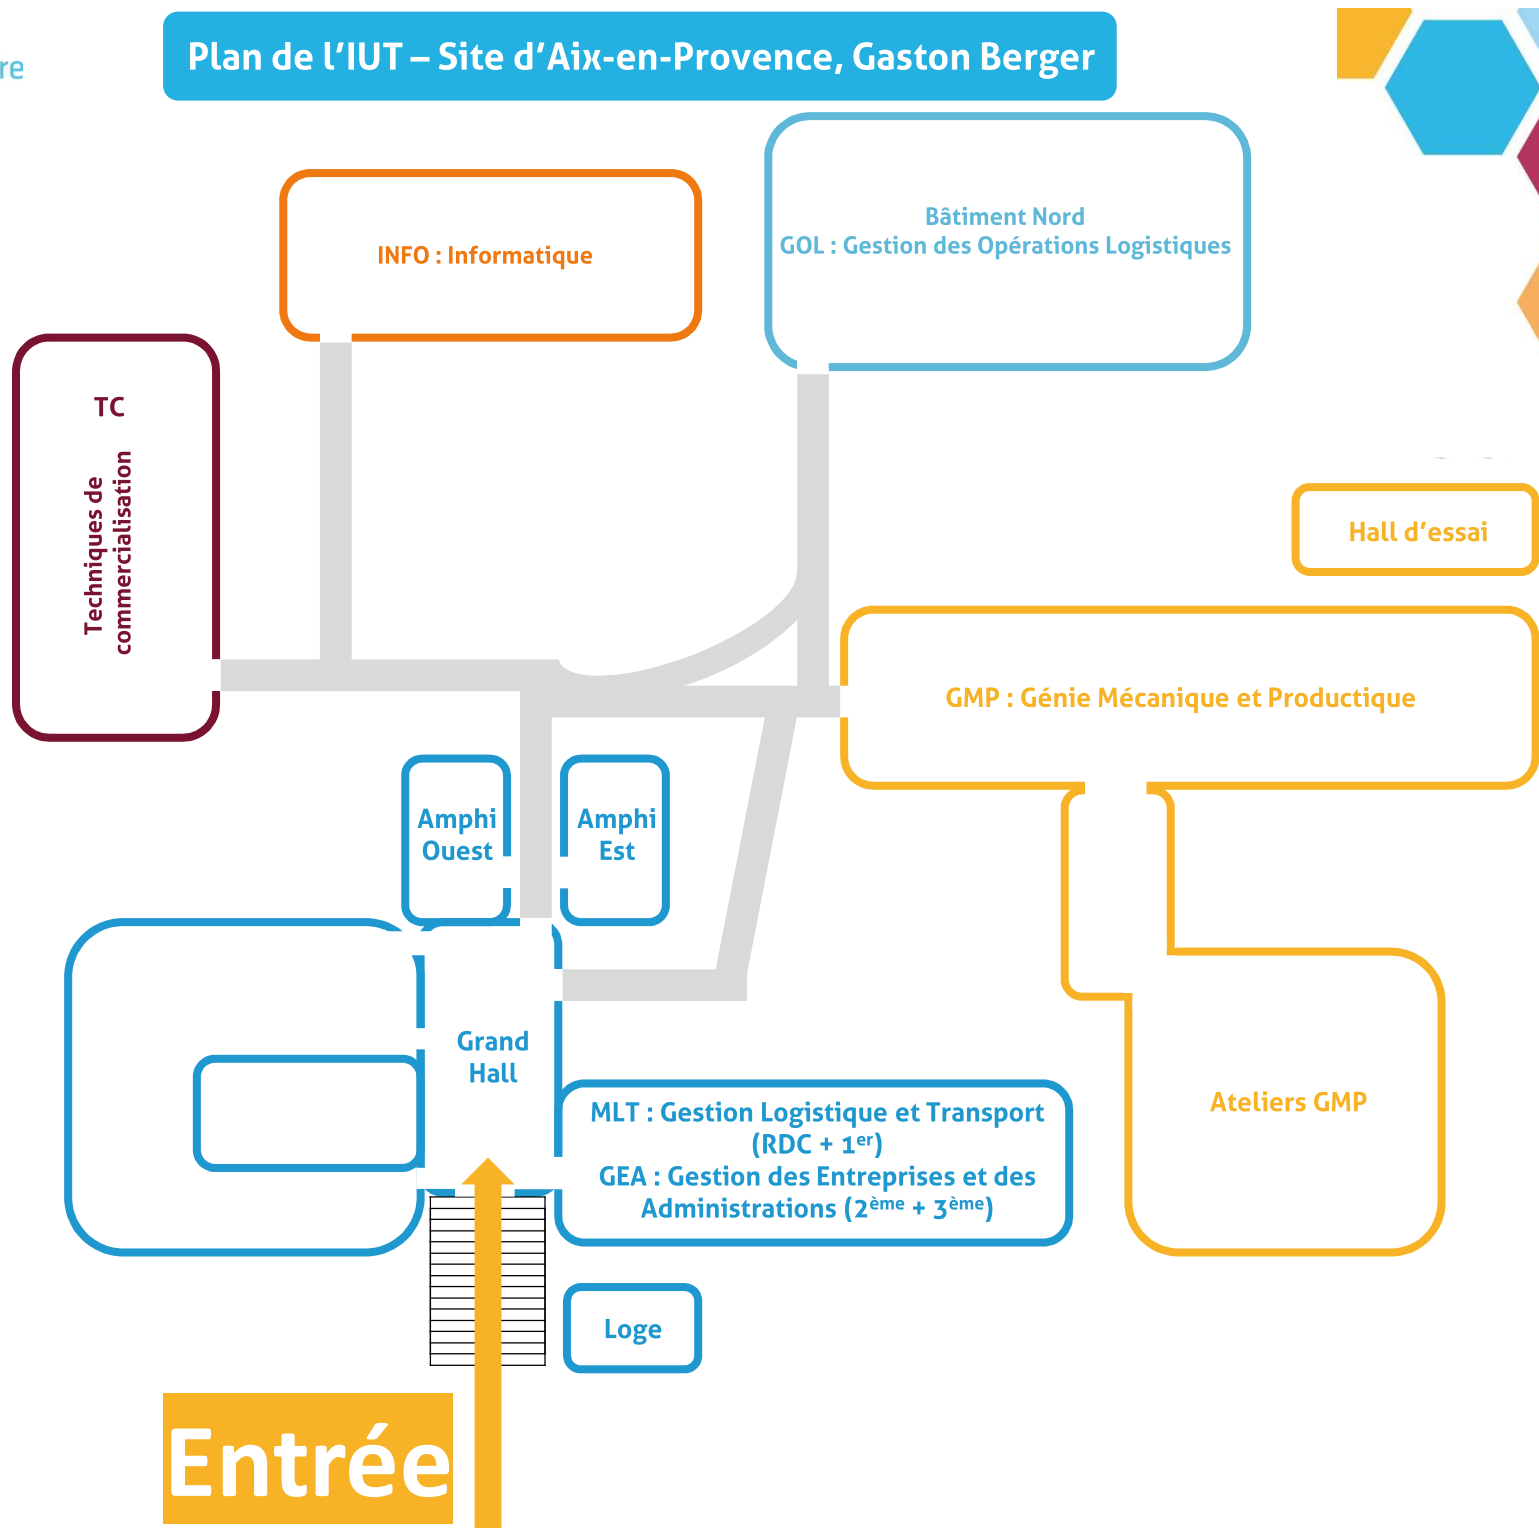 re
Plan de l’IUT – Site d’Aix-en-Provence, Gaston Berger
Bâtiment Nord
GOL : Gestion des Opérations Logistiques
INFO : Informatique
TC
Techniques de
commercialisation
Hall d’essai
GMP : Génie Mécanique et Productique
Amphi
Ouest
Amphi
Est
Grand
Hall
MLT : Gestion Logistique et Transport
(RDC + 1er)
GEA : Gestion des Entreprises et des
Administrations (2ème + 3ème)
Ateliers GMP
Loge
Entrée